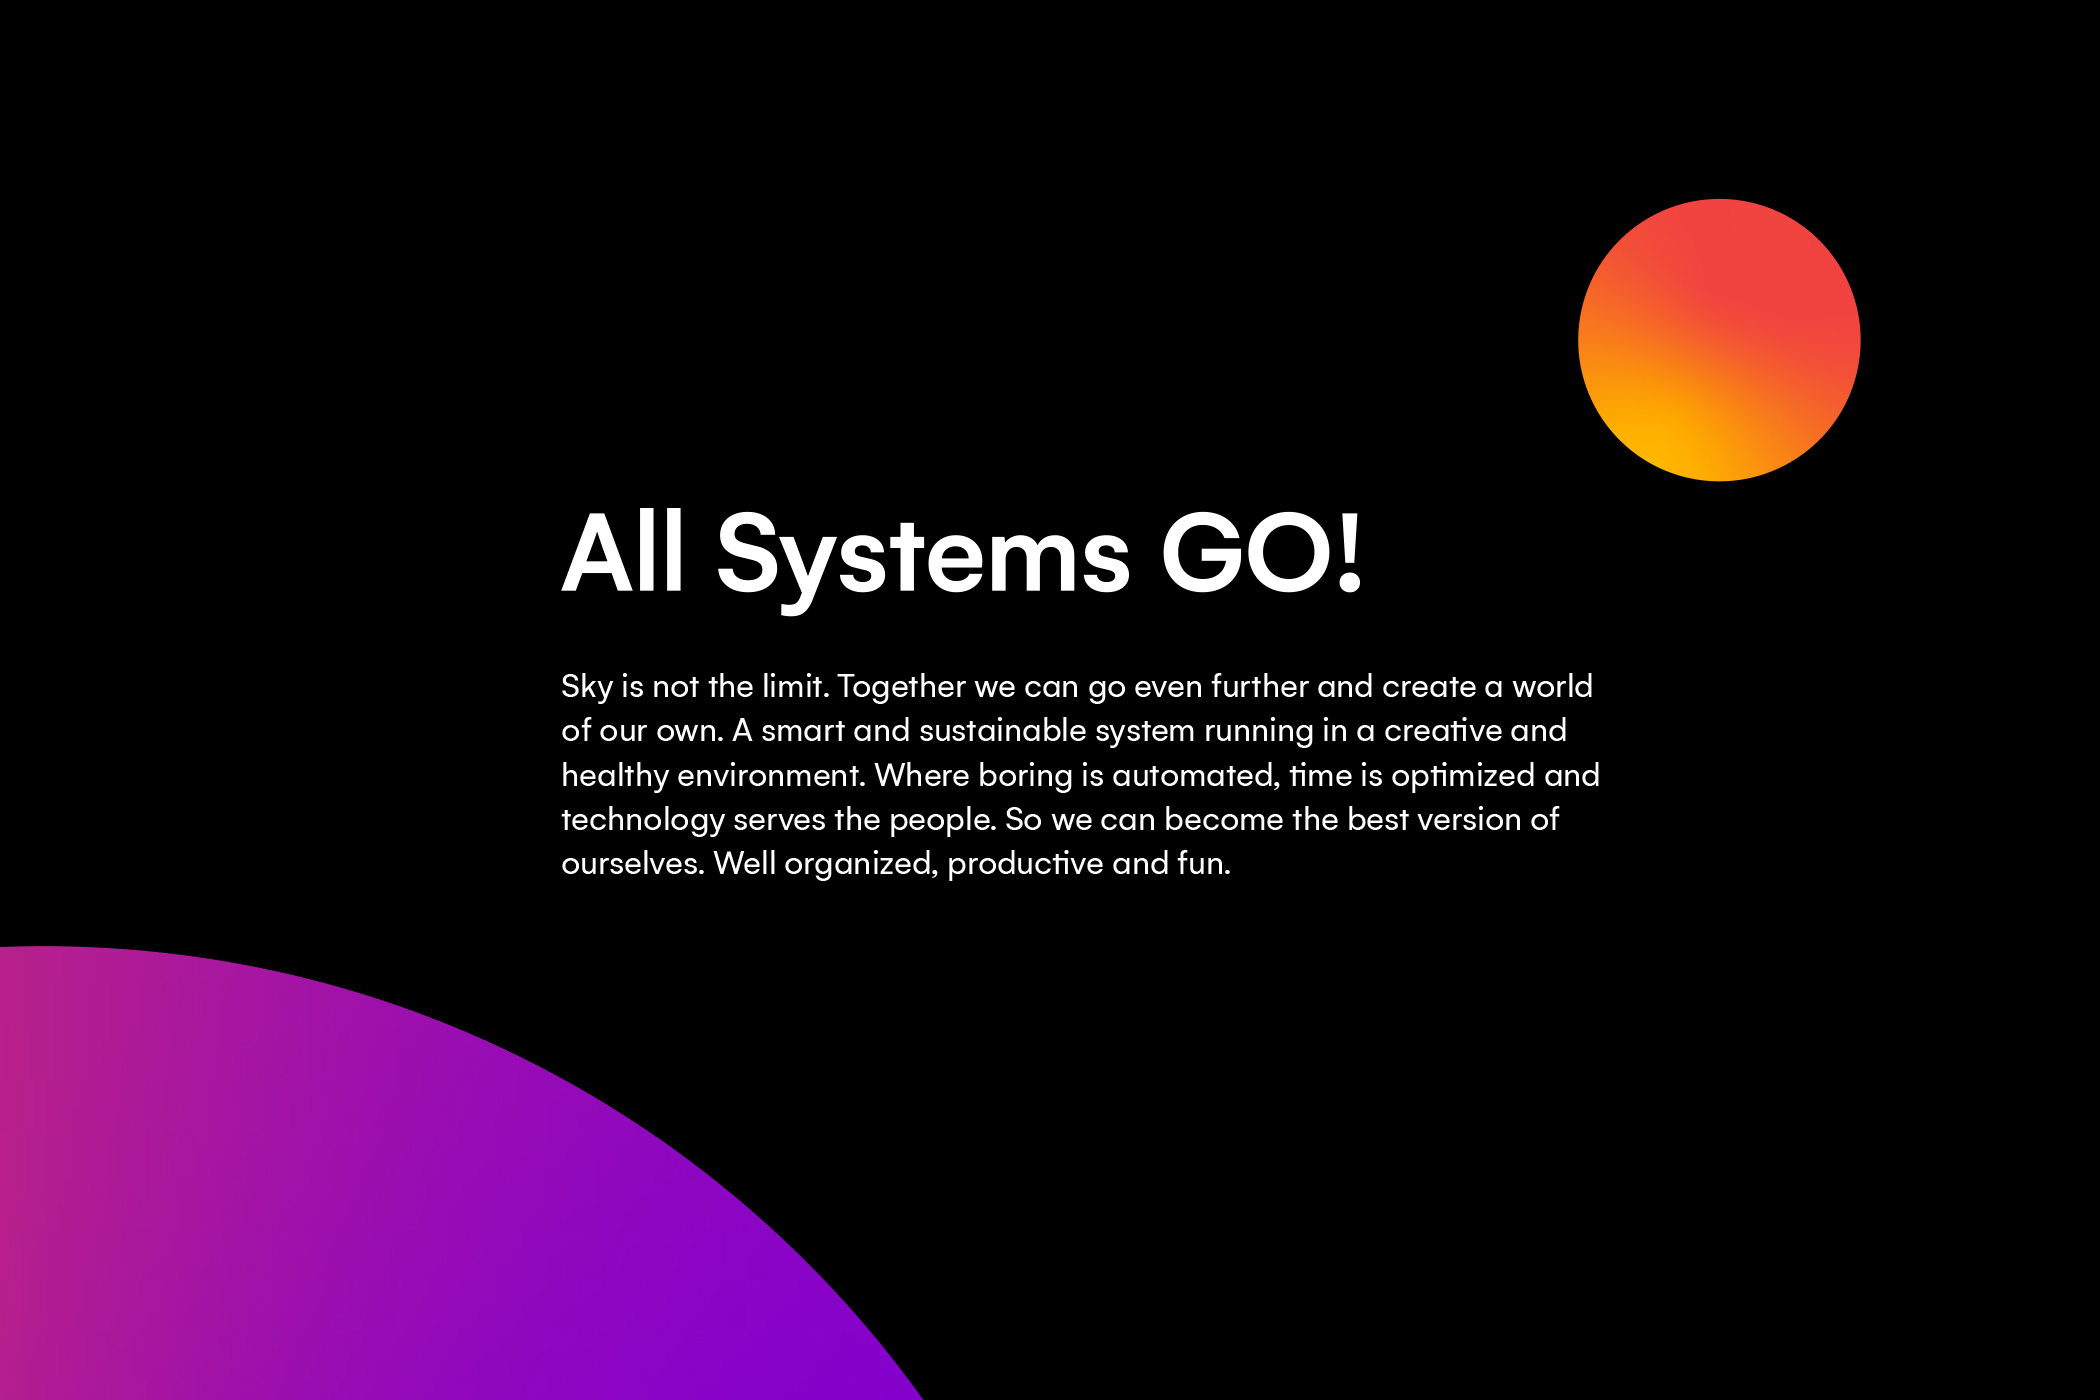 All Systems GO!
Sky is not the limit. Together we can go even further and create a world
of our own. A smart and sustainable system running in a creative and
healthy environment. Where boring is automated, time is optimized and
technology serves the people. So we can become the best version of
ourselves. Well organized, productive and fun.